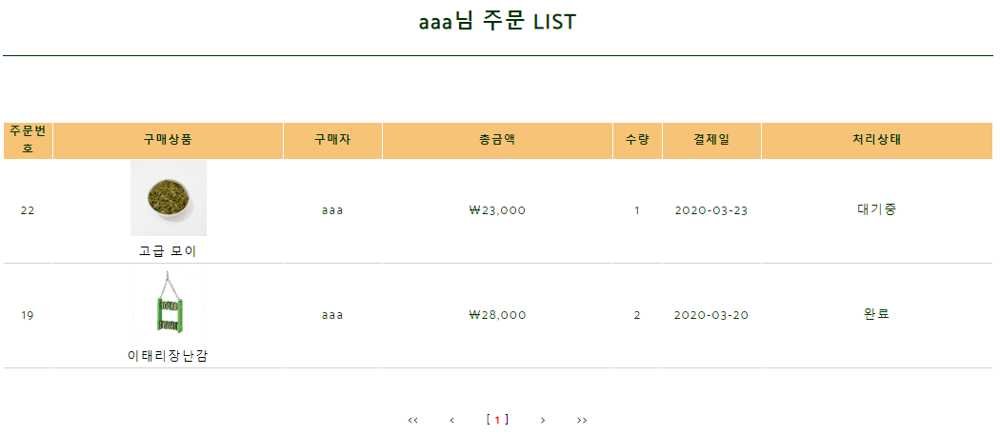 aaa님 주문 LIST
주문번호 구매상품 구매자 총금액 수량 결제일 처리상태
22 aaa ₩23,000 1 2020-03-23 대기중
고급 모이
19 aaa ₩28,000 2 2020-03-20 완료
이태리장난감
<< < [ 1 ] > >>